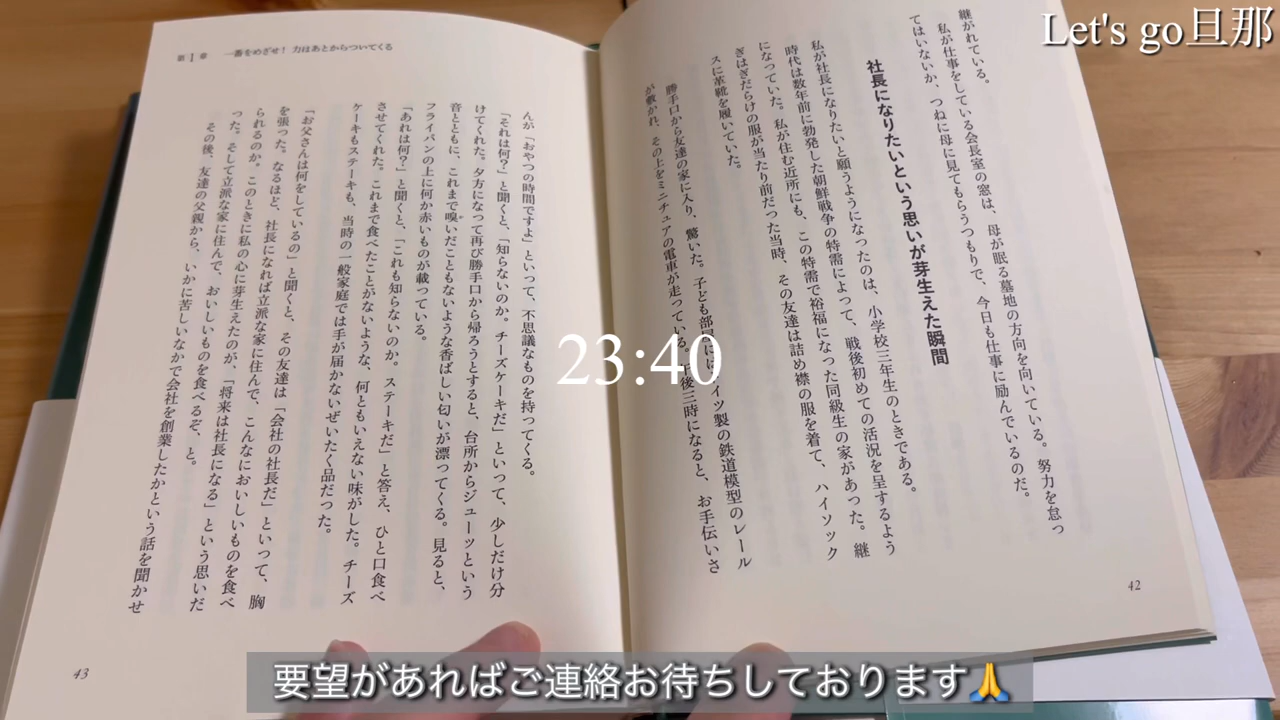 Let's go旦那
継がれている。
私が仕事をしている会長室の窓は、母が眠る墓地の方向を向いている。努力を怠っ
てはいないか、つねに母に見てもらうつもりで、今日も仕事に励んでいるのだ。
社長になりたいという思いが芽生えた瞬間
私が社長になりたいと願うようになったのは、小学校三年生のときである。
時代は数年前に勃発した朝鮮戦争の特需によって、戦後初めての活況を呈するよう
になっていた。私が住む近所にも、この特需で裕福になった同級生の家があった。継
ぎはぎだらけの服が当たり前だった当時、その友達は詰め襟の服を着て、ハイソック
スに革靴を履いていた。
勝手口から友達の家に入り、驚いた。子ども部屋にはドイツ製の鉄道模型のレール
が敷かれ、その上をミニチュアの電車が走っている。後三時になると、お手伝いさ
42
第1章 一番をめざせ！ 力はあとからついてくる
んが「おやつの時間ですよ」といって、不思議なものを持ってくる。
「それは何？」と聞くと、「知らないのか。チーズケーキだ」といって、少しだけ分
けてくれた。夕方になって再び勝手口から帰ろうとすると、台所からジューッという
音とともに、これまで嗅いだこともないような香ばしい匂いが漂ってくる。見ると、
フライパンの上に何か赤いものが載っている。
「あれは何？」と聞くと、「これも知らないのか。ステーキだ」と答え、ひと口食べ
させてくれた。これまで食べたことがないような、何ともいえない味がした。チーズ
ケーキもステーキも、当時の一般家庭では手が届かないぜいたく品だった。
「お父さんは何をしているの」と聞くと、その友達は「会社の社長だ」といって、胸
を張った。なるほど、社長になれば立派な家に住んで、こんなにおいしいものを食べ
られるのか。このときに私の心に芽生えたのが、「将来は社長になる」という思いだ
った。そして立派な家に住んで、おいしいものを食べるぞ、と。
その後、友達の父親から、いかに苦しいなかで会社を創業したかという話を聞かせ
43
23:40
要望があればご連絡お待ちしております🙏